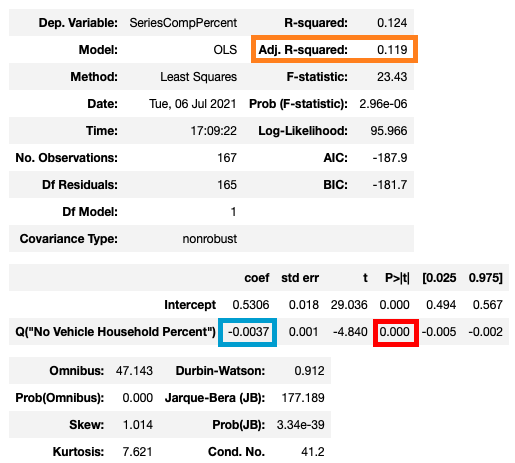 Dep. Variable: SeriesCompPercent R-squared: 0.124
Model: OLS Adj. R-squared: 0.119
Method: Least Squares F-statistic: 23.43
Date: Tue, 06 Jul 2021 Prob (F-statistic): 2.96e-06
Time: 17:09:22 Log-Likelihood: 95.966
No. Observations: 167 AIC: -187.9
Df Residuals: 165 BIC: -181.7
Df Model: 1
Covariance Type: nonrobust
coef std err t P>|t| [0.025 0.975]
Intercept 0.5306 0.018 29.036 0.000 0.494 0.567
Q("No Vehicle Household Percent") -0.0037 0.001 -4.840 0.000 -0.005 -0.002
Omnibus: 47.143 Durbin-Watson: 0.912
Prob(Omnibus): 0.000 Jarque-Bera (JB): 177.189
Skew: 1.014 Prob(JB): 3.34e-39
Kurtosis: 7.621 Cond. No. 41.2